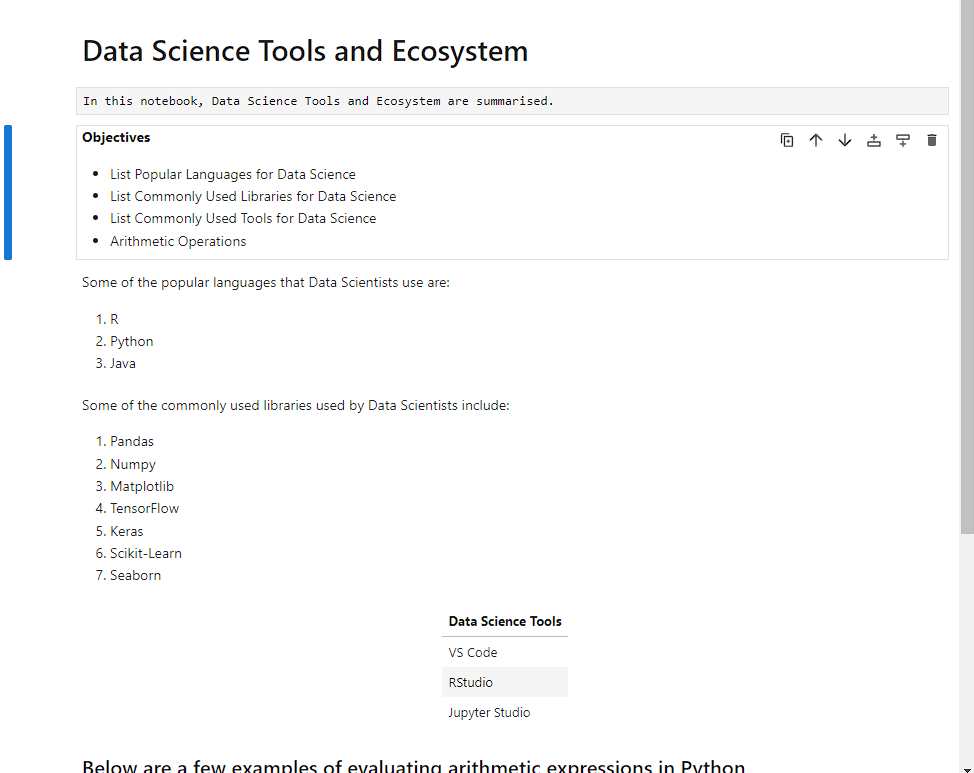 Data Science Tools and Ecosystem
In this notebook, Data Science Tools and Ecosystem are summarised.
Objectives
• List Popular Languages for Data Science
• List Commonly Used Libraries for Data Science
• List Commonly Used Tools for Data Science
• Arithmetic Operations
Some of the popular languages that Data Scientists use are:
1. R
2. Python
3. Java
Some of the commonly used libraries used by Data Scientists include:
1. Pandas
2. Numpy
3. Matplotlib
4. TensorFlow
5. Keras
6. Scikit-Learn
7. Seaborn
Data Science Tools
VS Code
RStudio
Jupyter Studio
Below are a few examples of evaluating arithmetic expressions in Python